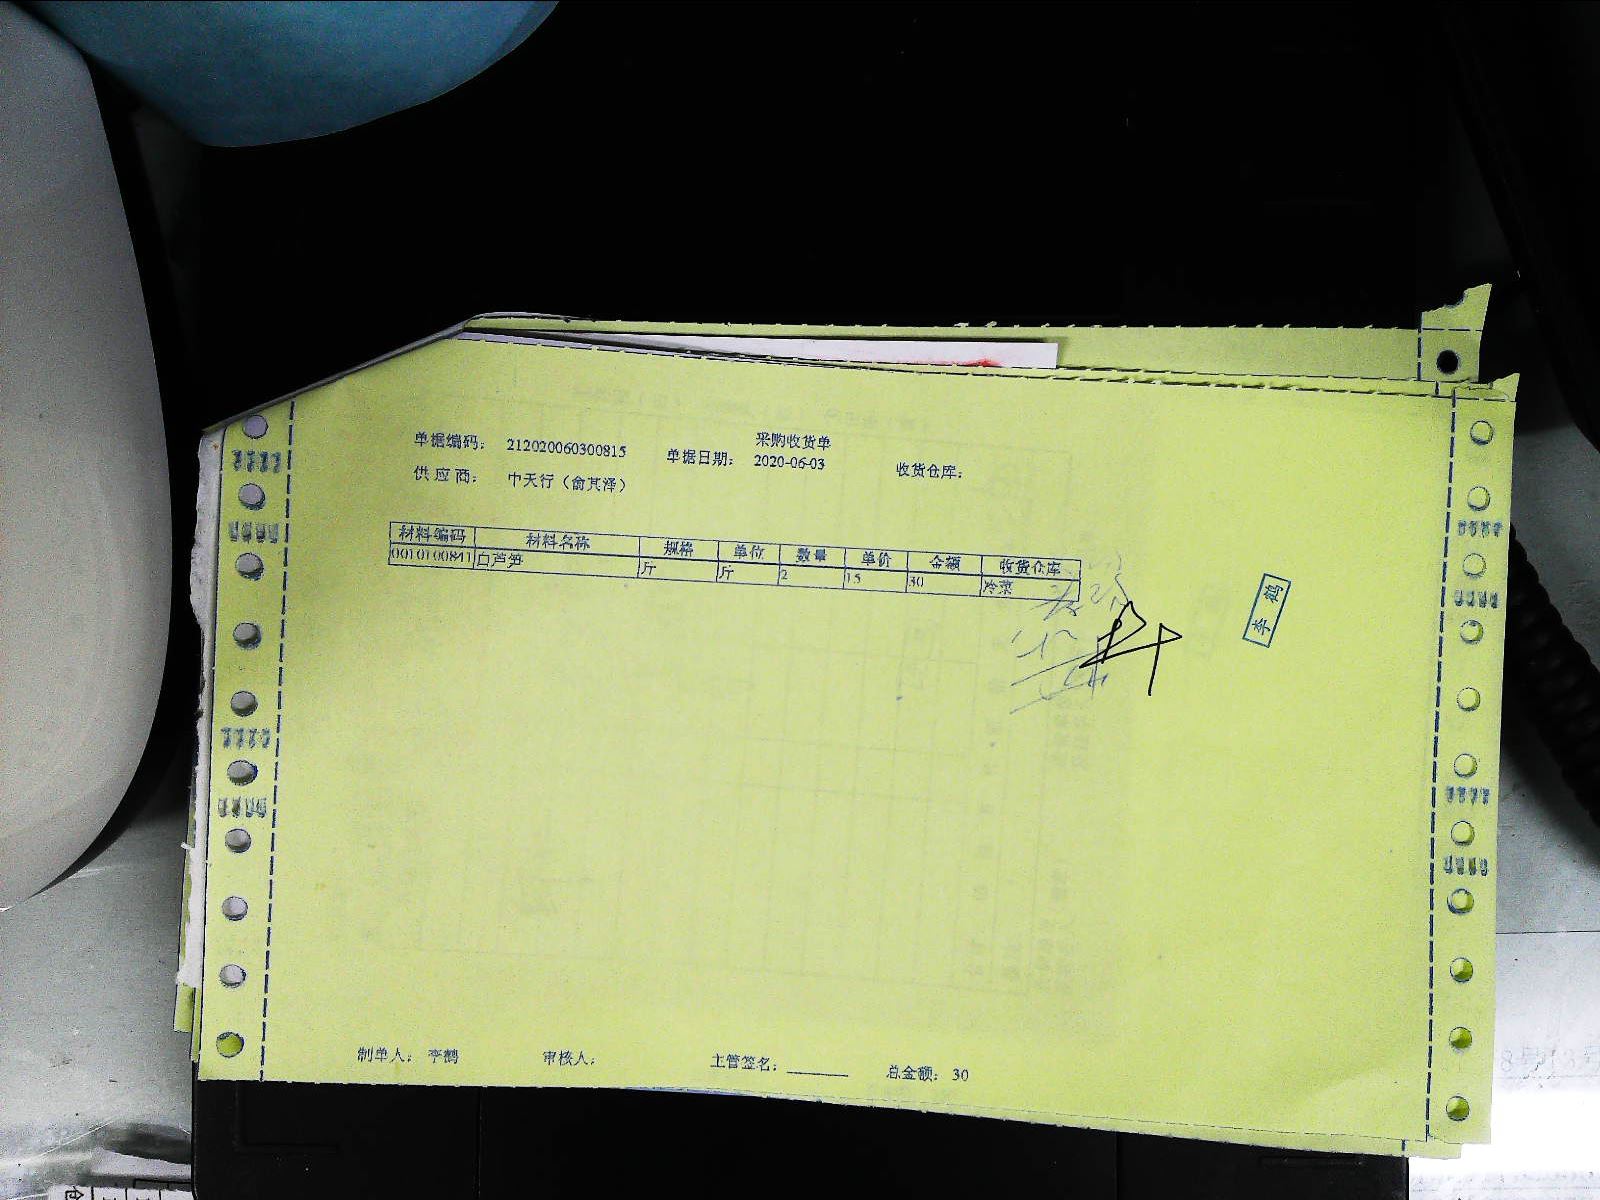 采购收货单
单据编码： 212020060300815 单据日期： 2020-06-03 收货仓库：
供应商： 中天行（俞其泽）
材料编码 材料名称 规格 单位 数量 单价 金额 收货仓库
0010100841 白芦笋 斤 斤 2 15 30 冷菜
李鹤
制单人： 李鹤 审核人： 主管签名： 总金额： 30